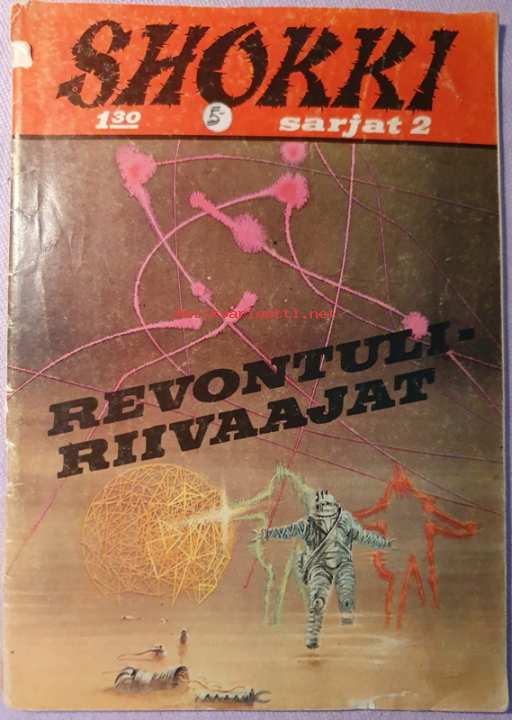 SHOKKI
1 30 5 sarjat 2
REVONTULI-
RIIVAAJAT